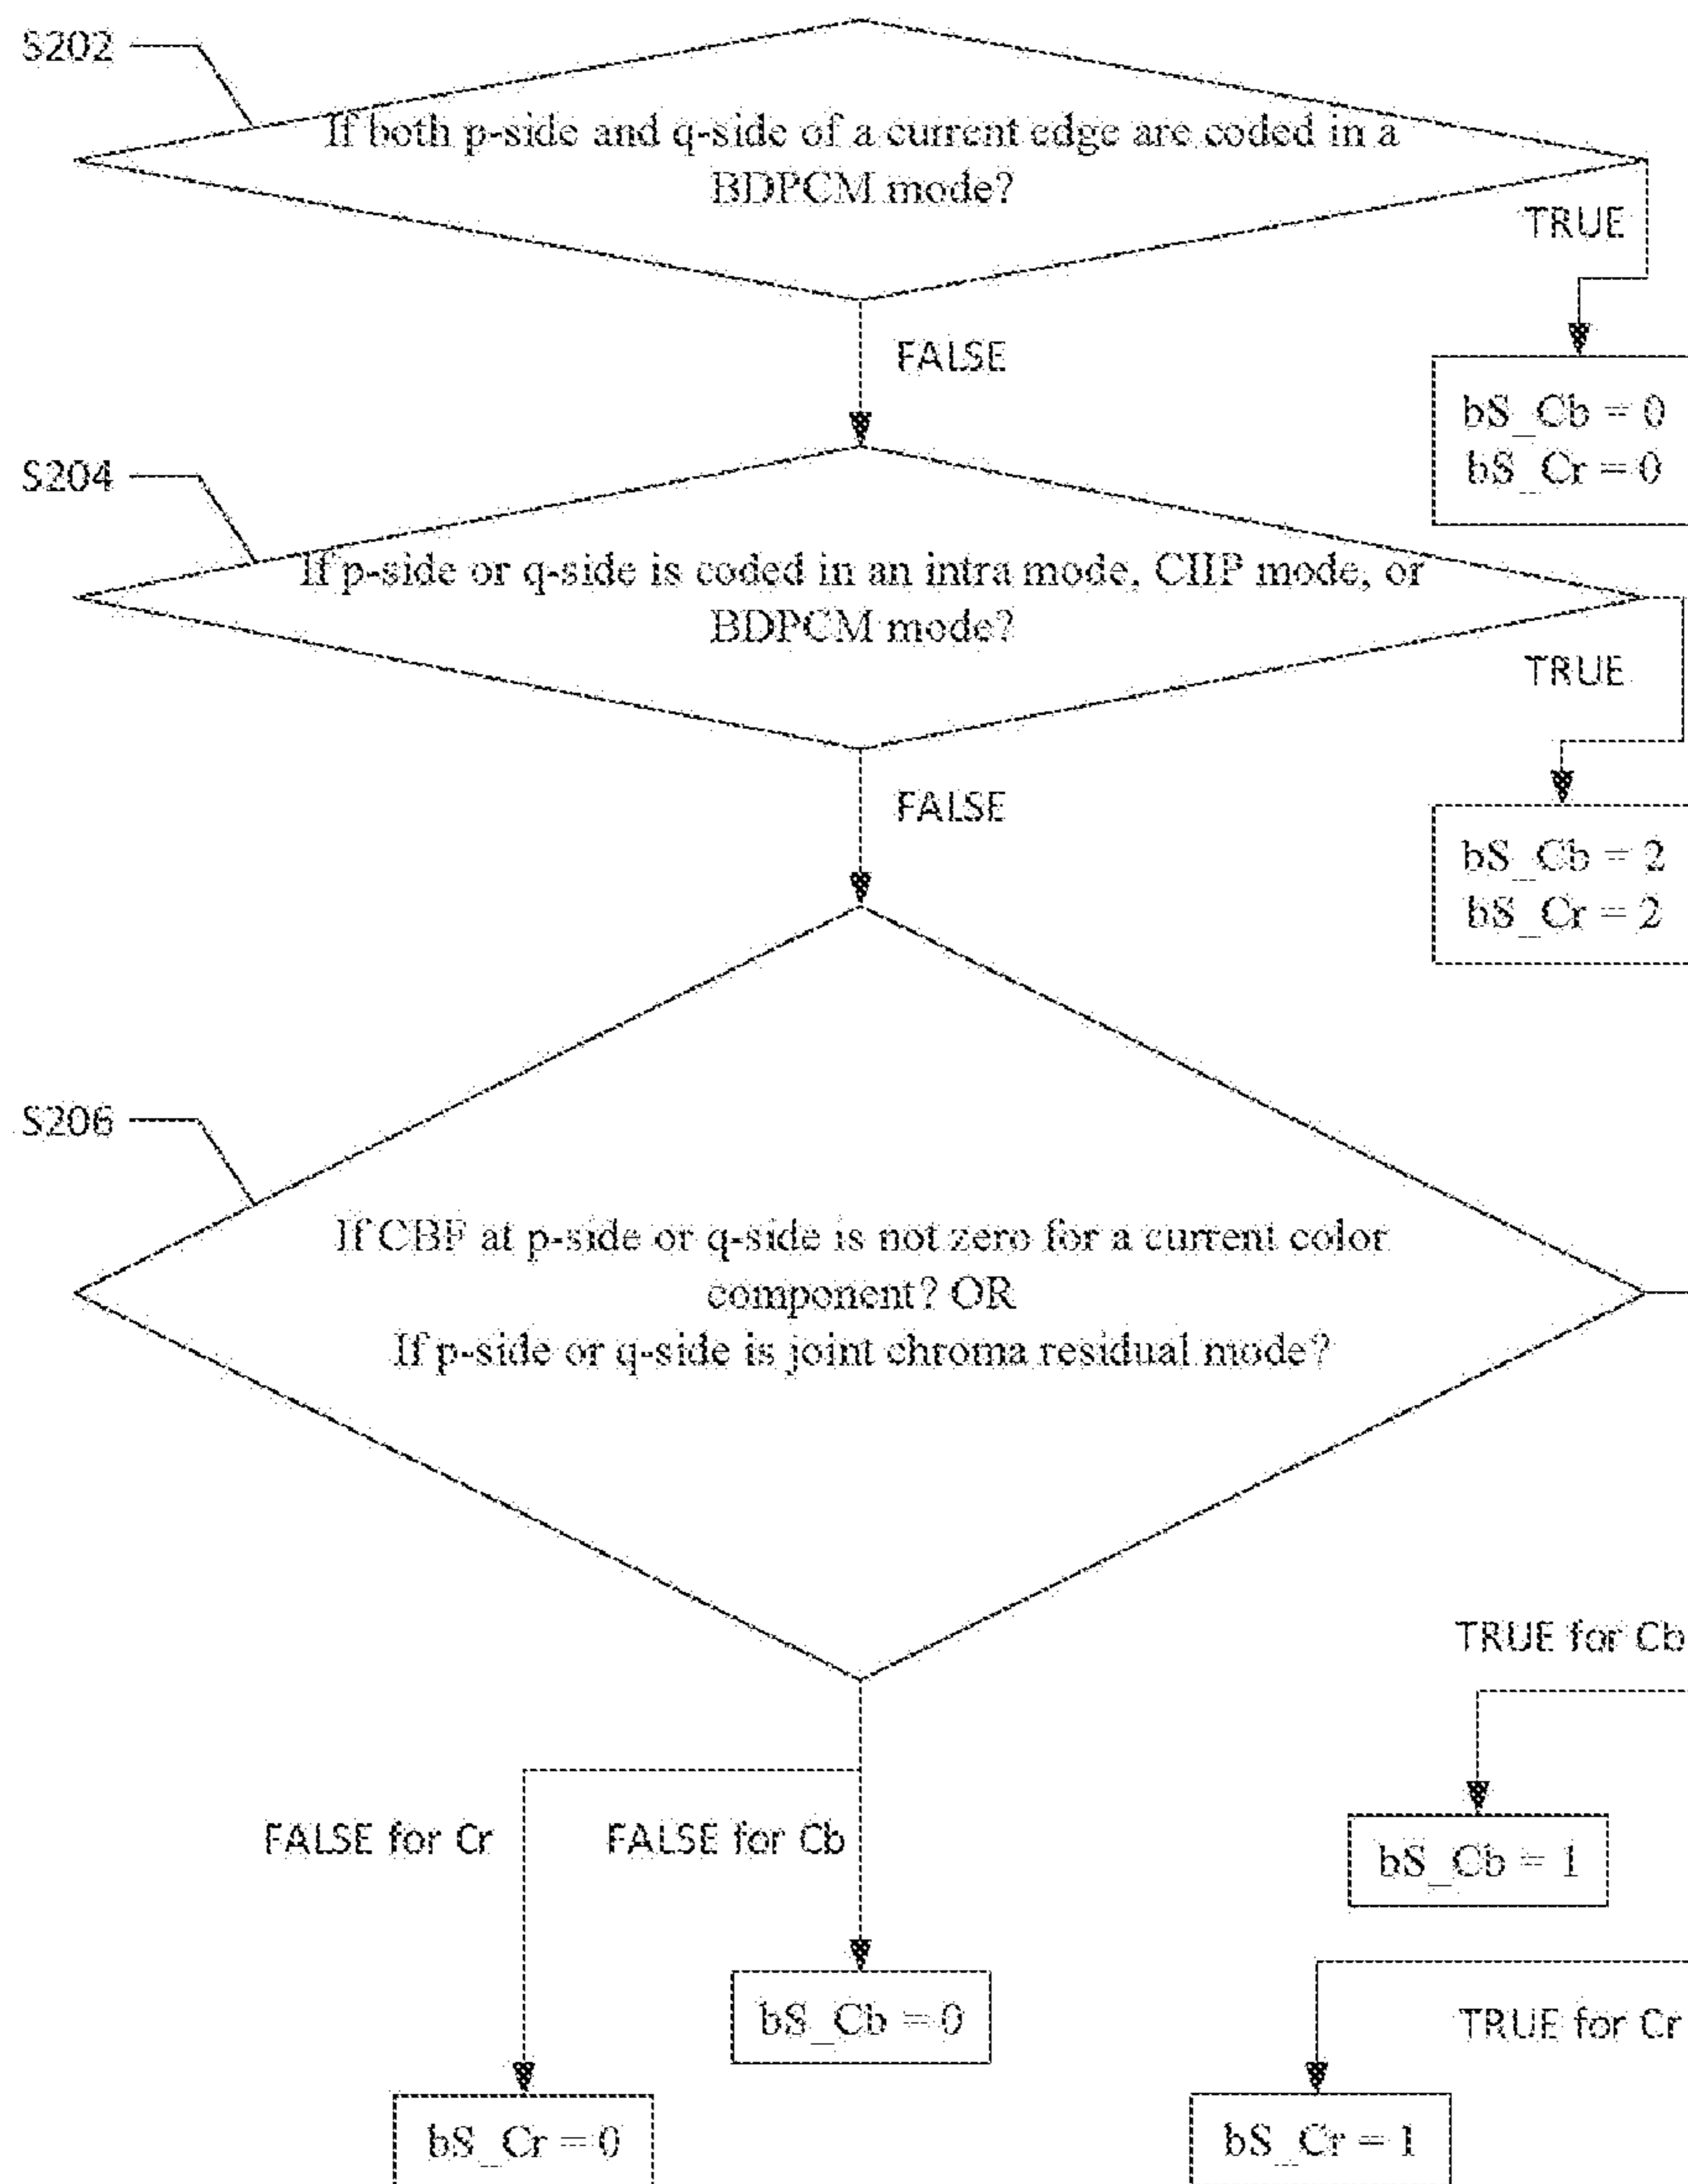 S202
If both p-side and q-side of a current edge are coded in a
BDPCM mode?
TRUE
FALSE
bS_Cb = 0
bS_Cr = 0
S204
If p-side or q-side is coded in an intra mode, CIIP mode, or
BDPCM mode?
TRUE
FALSE
bS_Cb = 2
bS_Cr = 2
S206
If CBF at p-side or q-side is not zero for a current color
component? OR
If p-side or q-side is joint chroma residual mode?
TRUE for Cb
FALSE for Cr
FALSE for Cb
bS_Cb = 1
bS_Cb = 0
TRUE for Cr
bS_Cr = 0
bS_Cr = 1